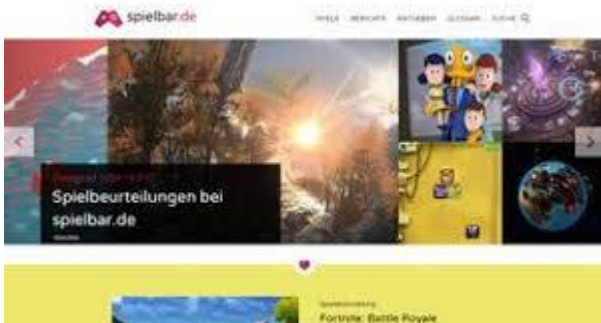 spielbar.de
SPIELE BERICHTE RATGEBER GLOSSAR SUCHE
Spielbeurteilungen bei
spielbar.de
Fortnite: Battle Royale